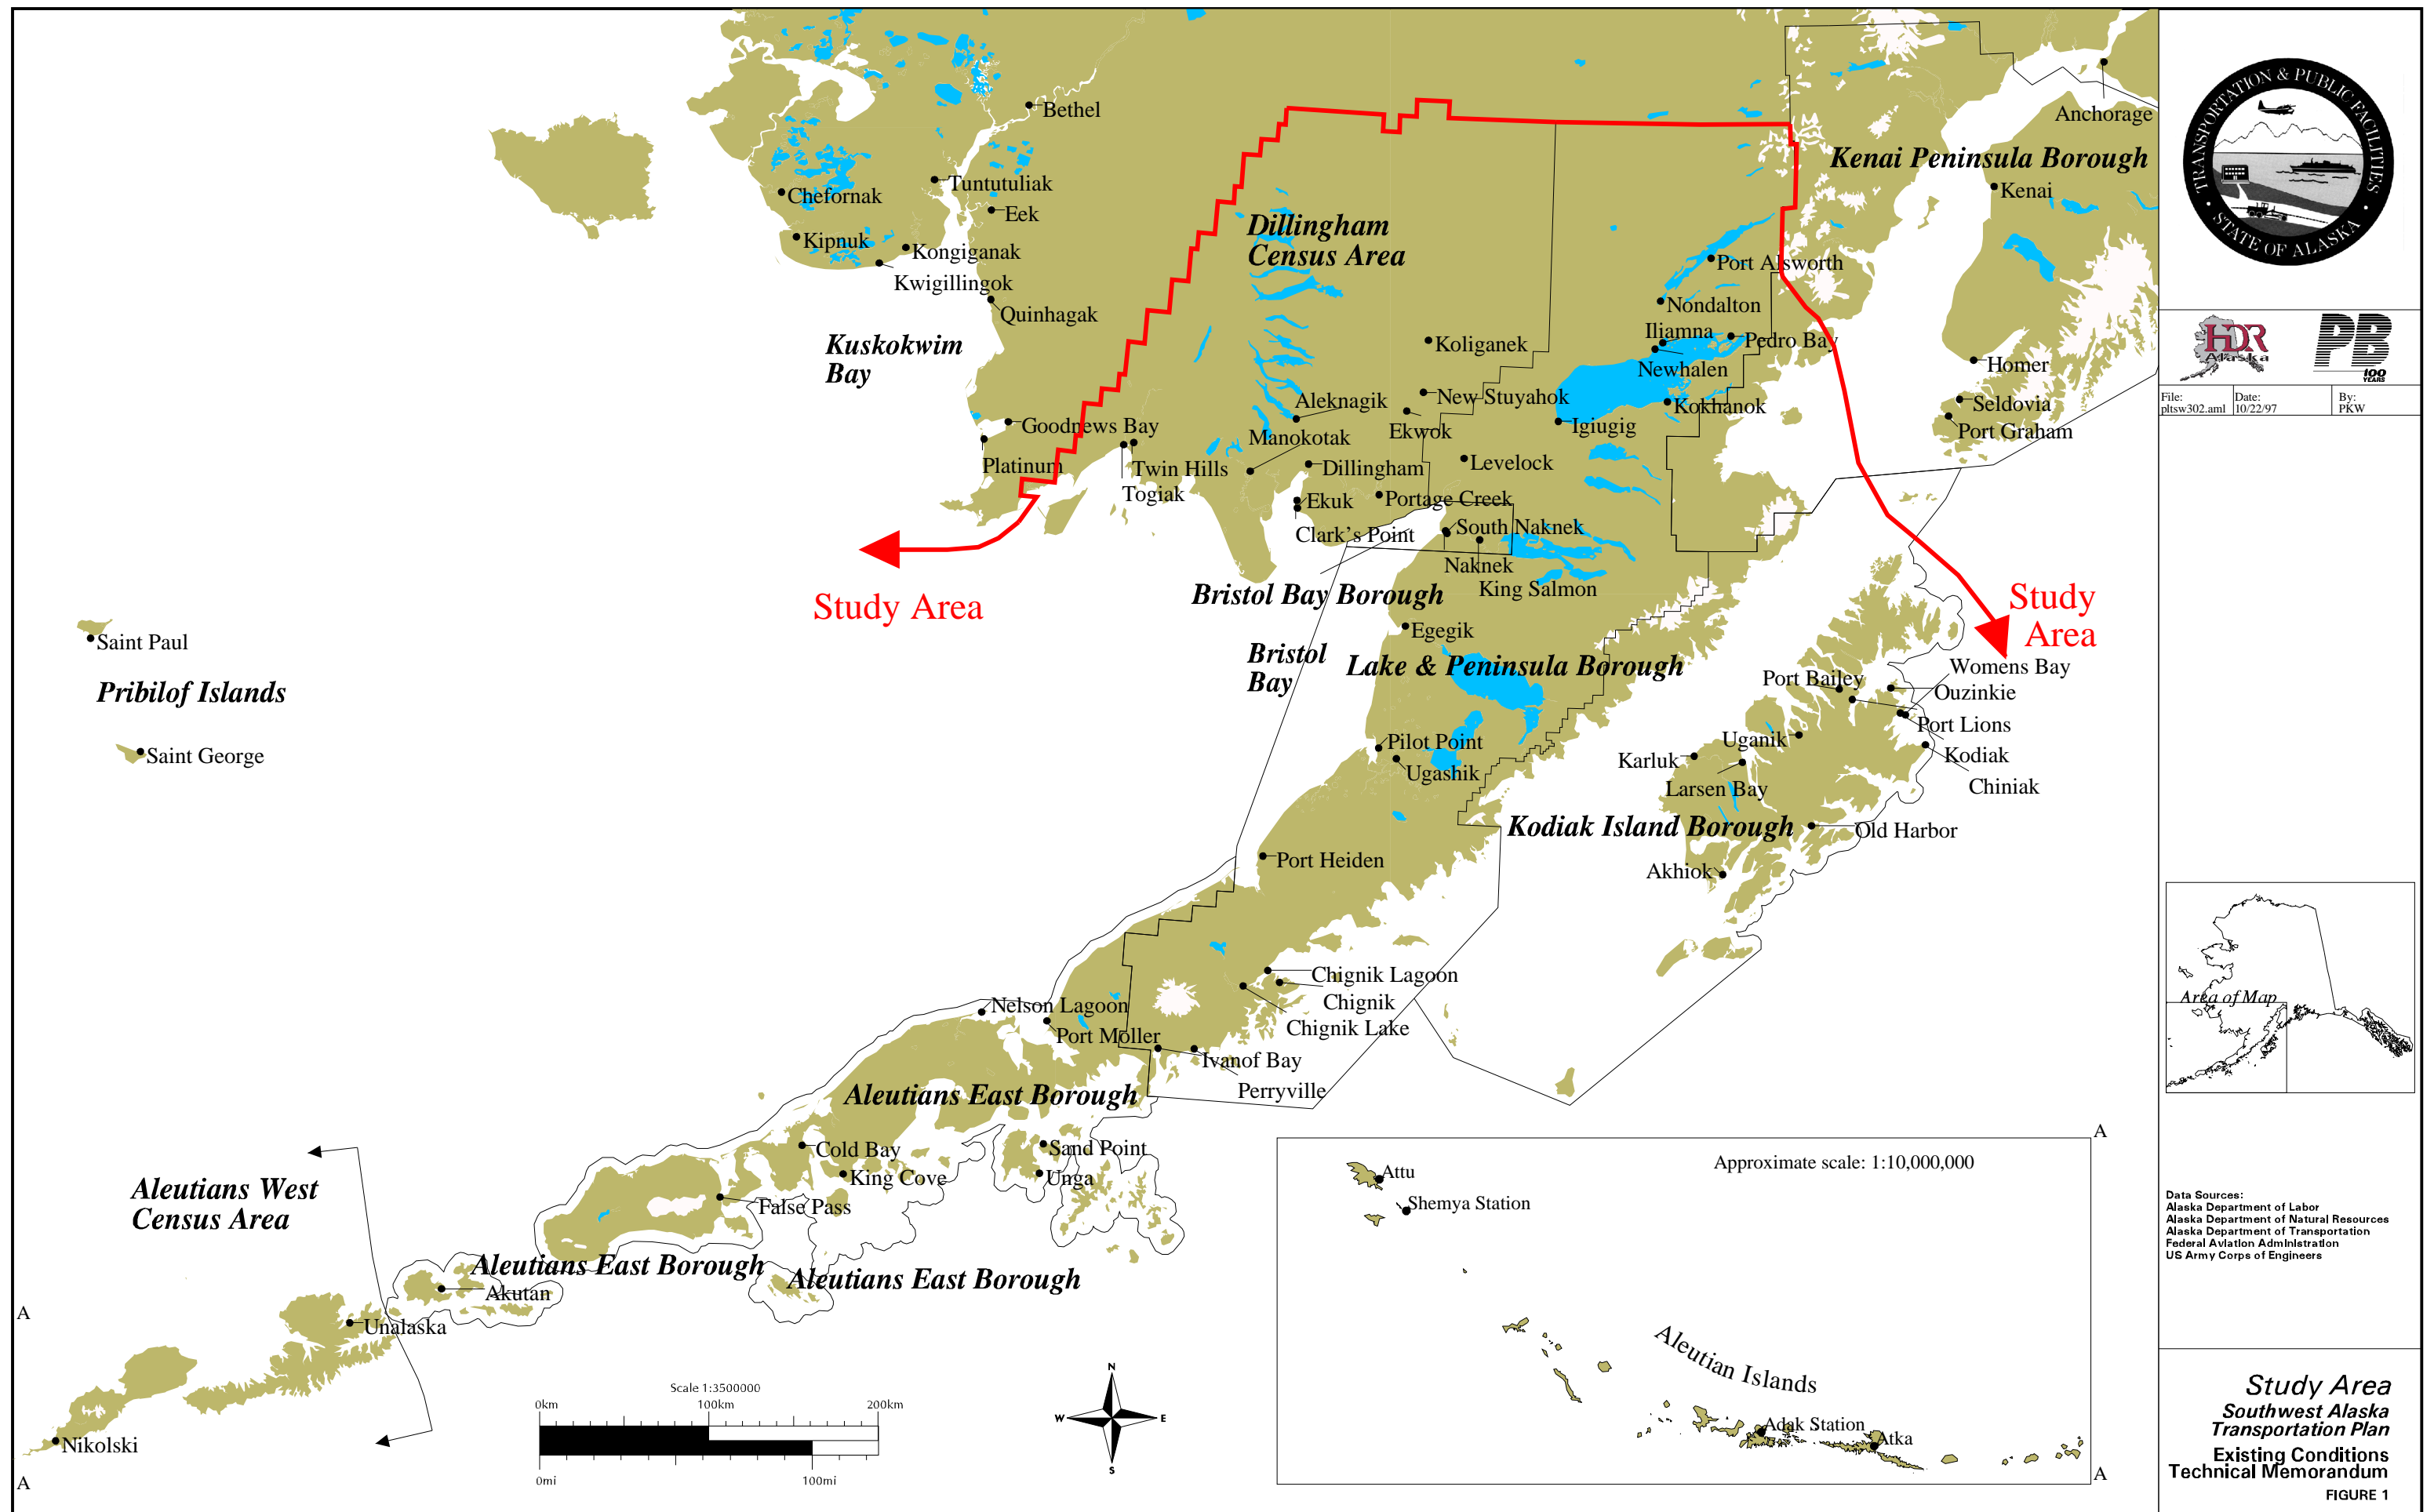 Bethel
Anchorage
Kenai Peninsula Borough
Kenai
Tuntutuliak
Chefornak
Eek
Kipnuk
Kongiganak
Kwigillingok
Quinhagak
Dillingham
Census Area
Port Alsworth
Nondalton
Iliamna
Pedro Bay
Newhalen
Kokhanok
Igiugig
Koliganek
New Stuyahok
Ekwok
Levelock
Kuskokwim
Bay
Homer
Seldovia
Port Graham
Goodnews Bay
Platinum
Twin Hills
Togiak
Aleknagik
Manokotak
Dillingham
Ekuk
Portage Creek
Clark's Point
South Naknek
Naknek
King Salmon
Bristol Bay Borough
Study Area
Study
Area
Egegik
Bristol
Bay
Lake & Peninsula Borough
Saint Paul
Pribilof Islands
Saint George
Womens Bay
Port Bailey
Ouzinkie
Port Lions
Uganik
Karluk
Kodiak
Larsen Bay
Chiniak
Pilot Point
Ugashik
Kodiak Island Borough
Old Harbor
Akhiok
Port Heiden
Chignik Lagoon
Chignik
Chignik Lake
Nelson Lagoon
Port Moller
Ivanof Bay
Perryville
Aleutians East Borough
Cold Bay
King Cove
Sand Point
Unga
False Pass
Aleutians West
Census Area
Aleutians East Borough
Aleutians East Borough
Akutan
Unalaska
Nikolski
A
A
Scale 1:3500000
0km 100km 200km
0mi 100mi
N
W E
S
A
Approximate scale: 1:10,000,000
Attu
Shemya Station
Aleutian Islands
Adak Station
Atka
A
TRANSPORTATION & PUBLIC FACILITIES
STATE OF ALASKA
HDR
Alaska
PB
100
YEARS
File: Date: By:
pltsw302.aml 10/22/97 PKW
Area of Map
Data Sources:
Alaska Department of Labor
Alaska Department of Natural Resources
Alaska Department of Transportation
Federal Aviation Administration
US Army Corps of Engineers
Study Area
Southwest Alaska
Transportation Plan
Existing Conditions
Technical Memorandum
FIGURE 1